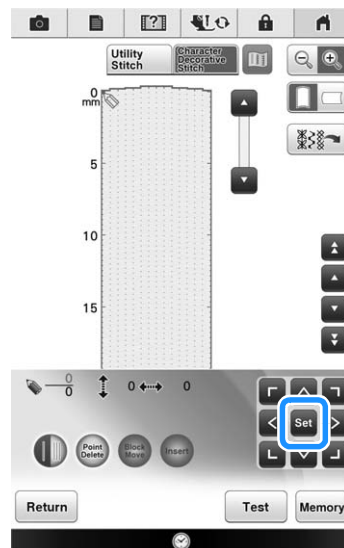 Utility
Stitch
Character
Decorative
Stitch
0
mm
5
10
15
0
0
0
0
Point
Delete
Block
Move
Insert
Set
Return
Test
Memory